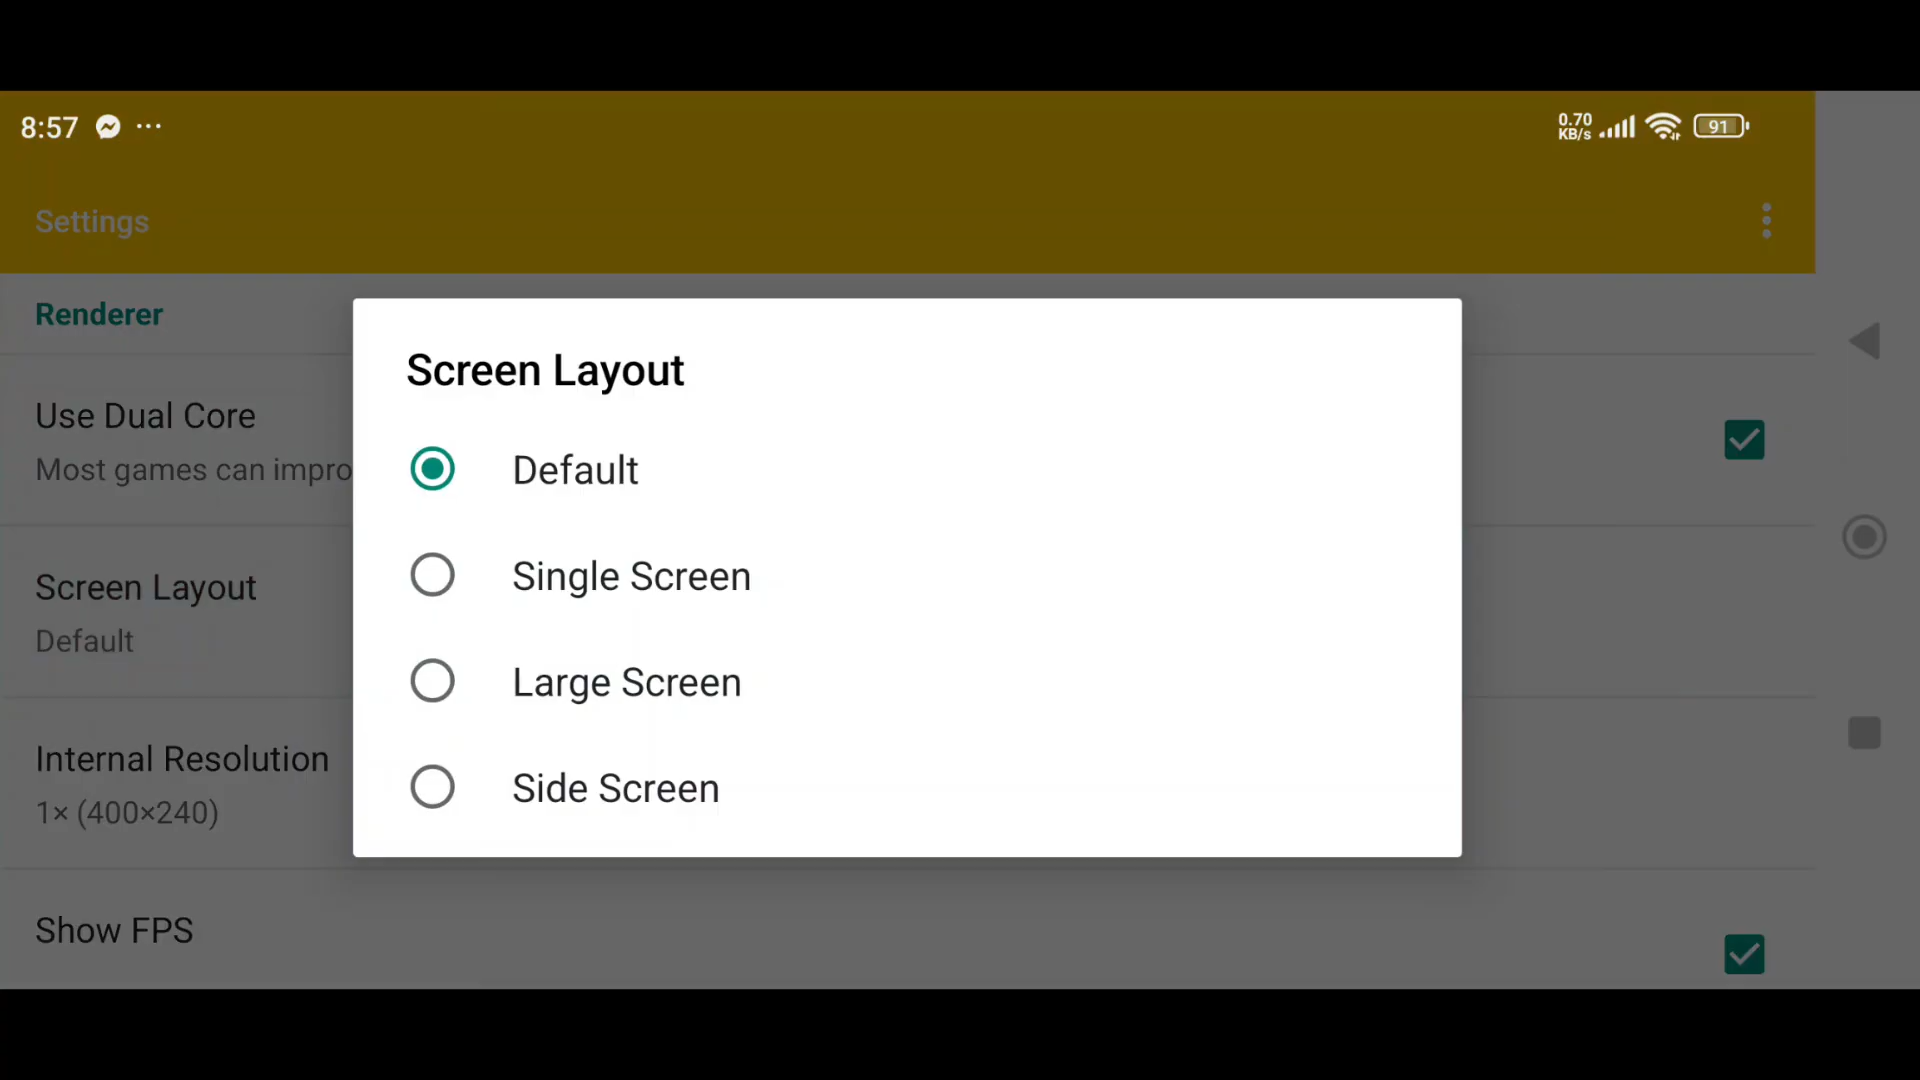 8:57 ...
0.70
KB/s
91
Settings
Renderer
Use Dual Core
Most games can impro
Screen Layout
Default
Internal Resolution
1× (400×240)
Show FPS
Screen Layout
Default
Single Screen
Large Screen
Side Screen